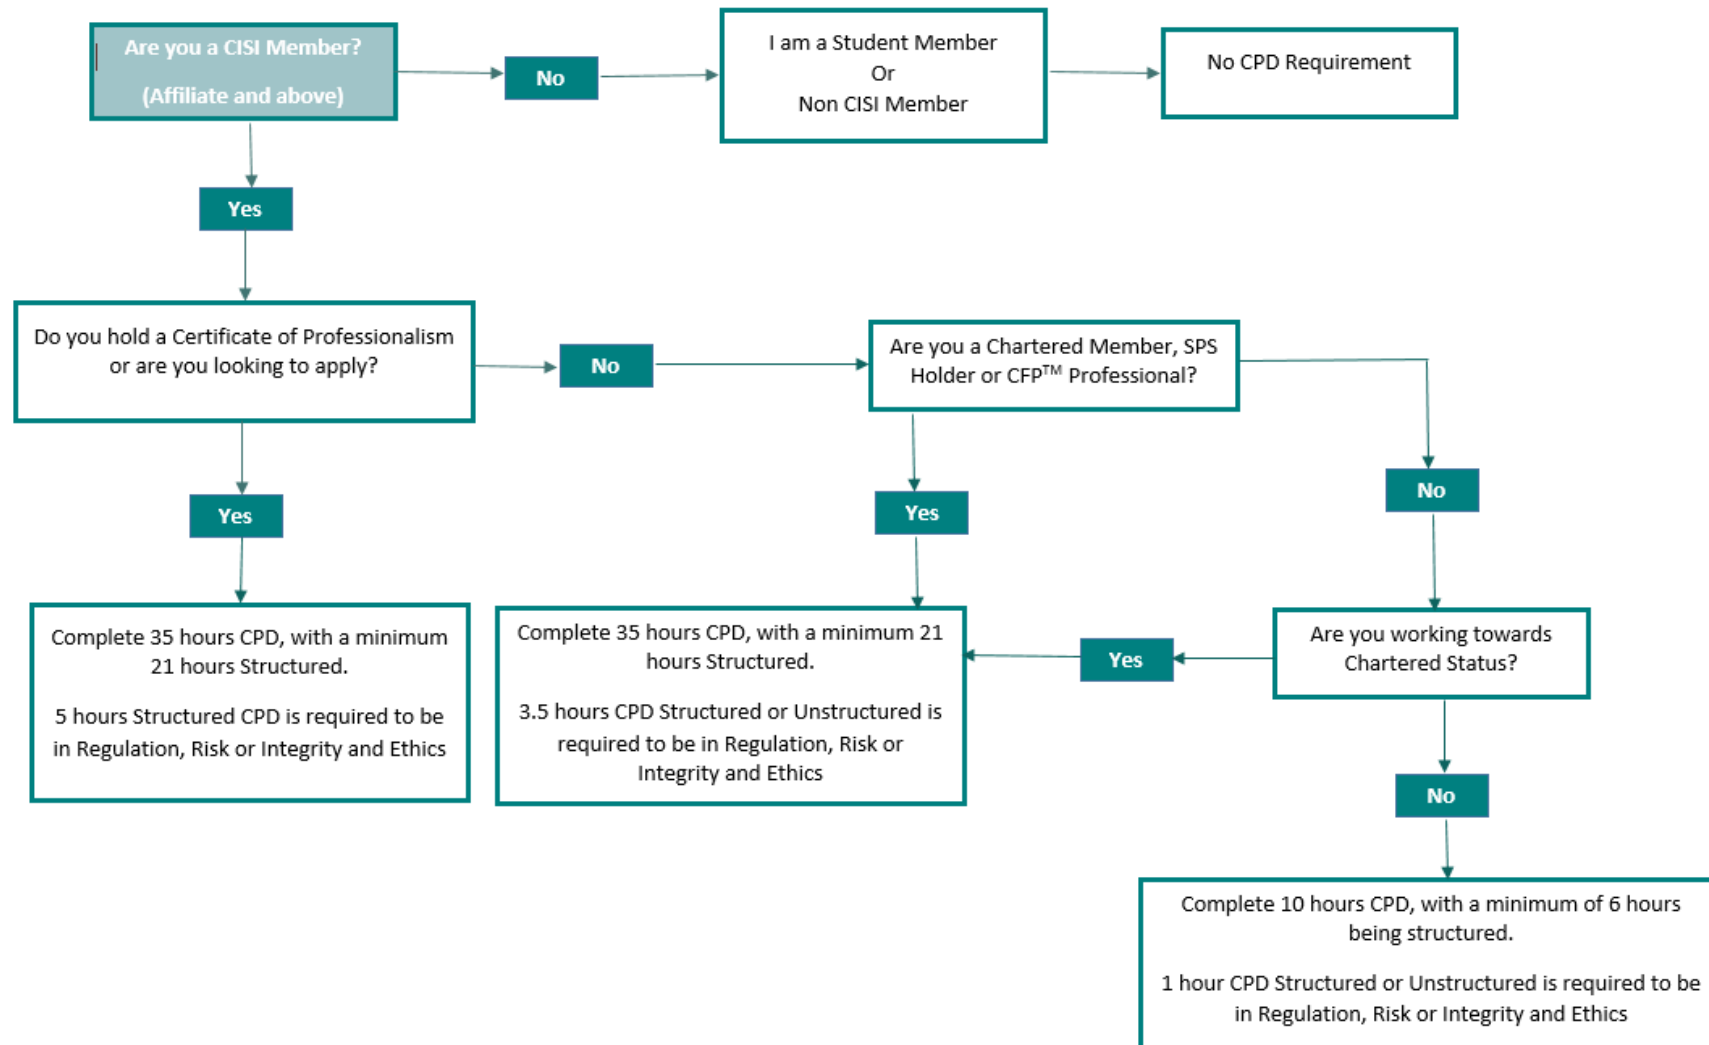 Are you a CISI Member?
(Affiliate and above)
No
I am a Student Member
Or
Non CISI Member
No CPD Requirement
Yes
Do you hold a Certificate of Professionalism
or are you looking to apply?
No
Are you a Chartered Member, SPS
Holder or CFP™ Professional?
No
Yes
Yes
Complete 35 hours CPD, with a minimum
21 hours Structured.
5 hours Structured CPD is required to be
in Regulation, Risk or Integrity and Ethics
Complete 35 hours CPD, with a minimum 21
hours Structured.
3.5 hours CPD Structured or Unstructured is
required to be in Regulation, Risk or
Integrity and Ethics
Yes
Are you working towards
Chartered Status?
No
Complete 10 hours CPD, with a minimum of 6 hours
being structured.
1 hour CPD Structured or Unstructured is required to be
in Regulation, Risk or Integrity and Ethics